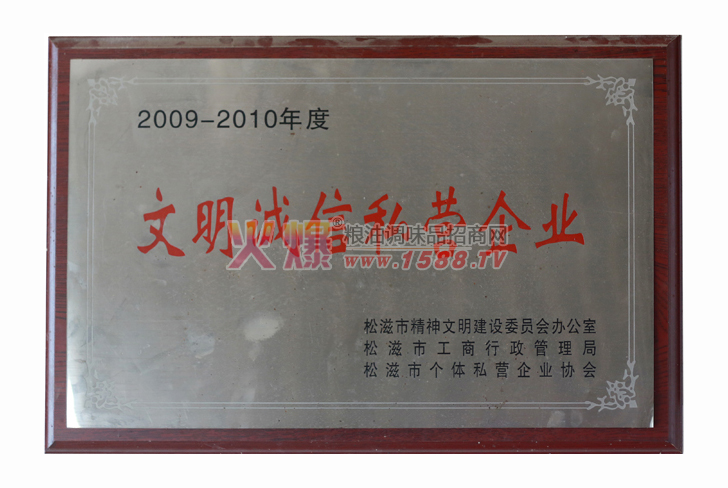 2009-2010年度
文明诚信私营企业
火爆®粮油调味品招商网
www.1588.TV
松滋市精神文明建设委员会办公室
松滋市工商行政管理局
松滋市个体私营企业协会